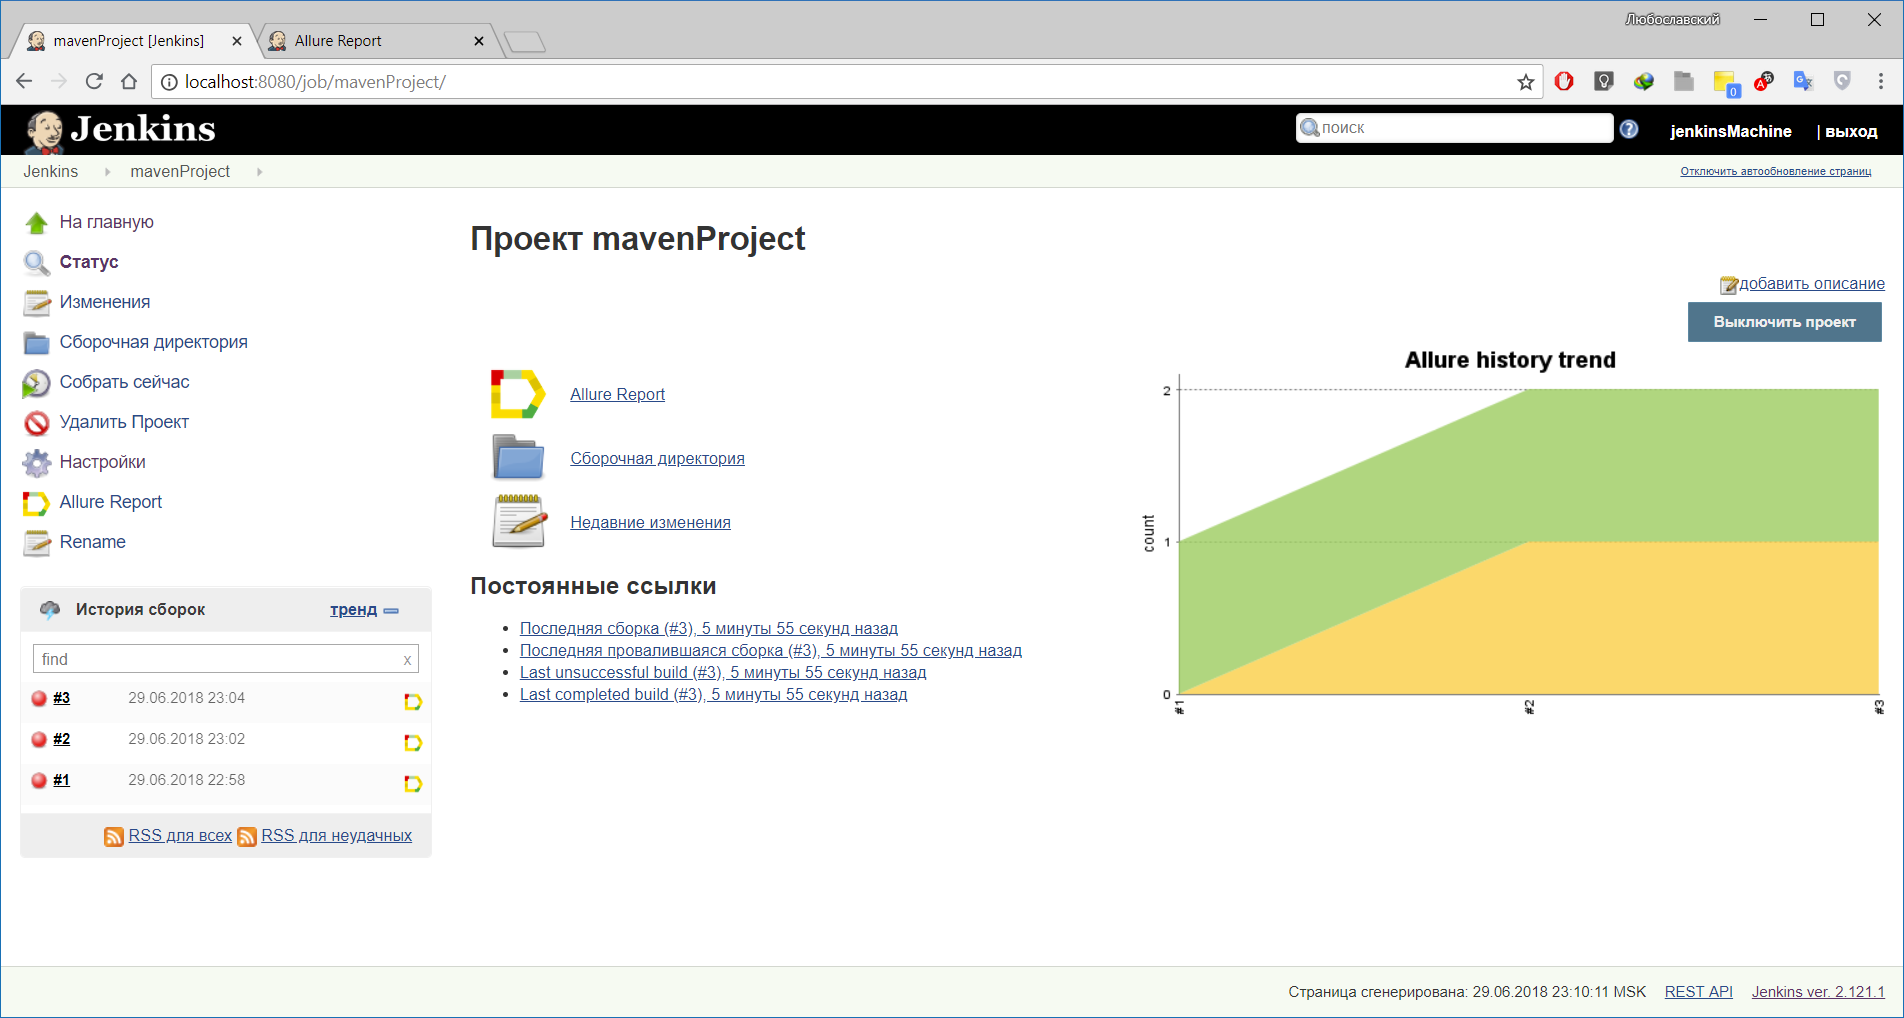 Любославский
mavenProject [Jenkins]
Allure Report
localhost:8080/job/mavenProject/
0
Jenkins
поиск
jenkinsMachine
| выход
Jenkins
mavenProject
Отключить автообновление страниц
На главную
Статус
Изменения
Сборочная директория
Собрать сейчас
Удалить Проект
Настройки
Allure Report
Rename
История сборок
тренд
find
x
#3 29.06.2018 23:04
#2 29.06.2018 23:02
#1 29.06.2018 22:58
RSS для всех
RSS для неудачных
Проект mavenProject
добавить описание
Выключить проект
Allure Report
Сборочная директория
Недавние изменения
Allure history trend
count
2
1
0
#1
#2
#3
Постоянные ссылки
Последняя сборка (#3), 5 минуты 55 секунд назад
Последняя провалившаяся сборка (#3), 5 минуты 55 секунд назад
Last unsuccessful build (#3), 5 минуты 55 секунд назад
Last completed build (#3), 5 минуты 55 секунд назад
Страница сгенерирована: 29.06.2018 23:10:11 MSK
REST API
Jenkins ver. 2.121.1